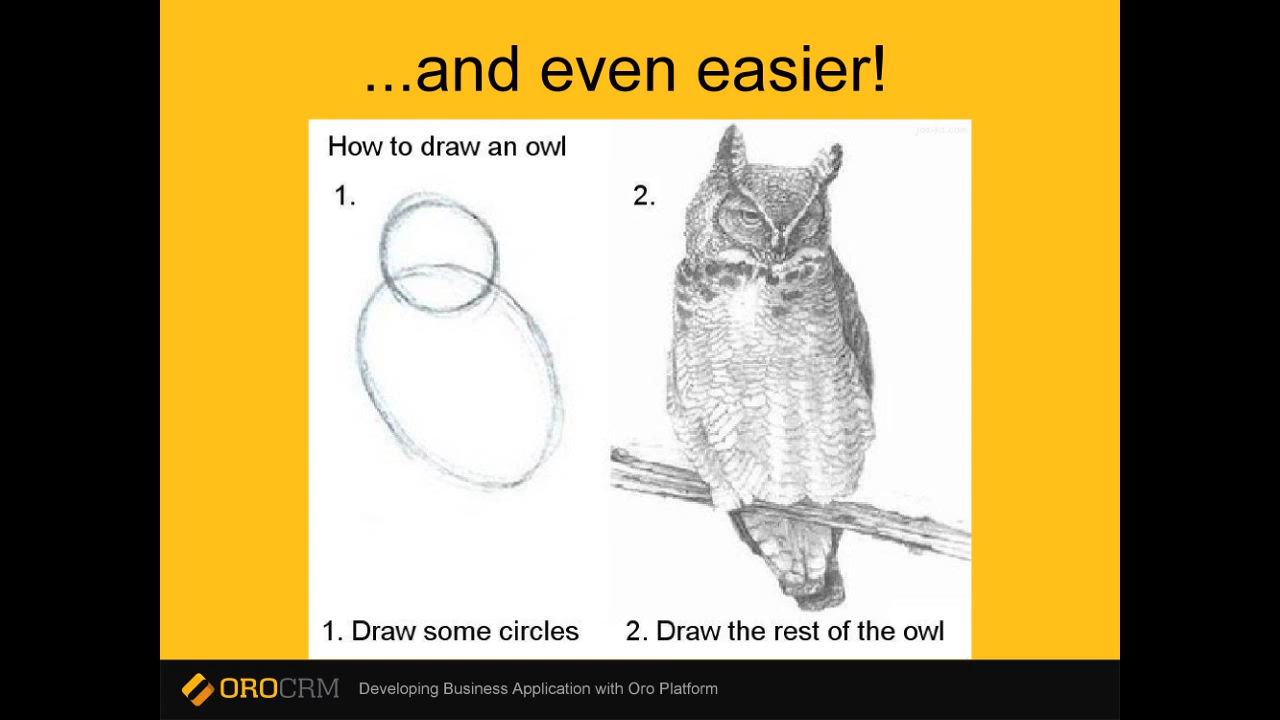 ...and even easier!
How to draw an owl
1.
2.
1. Draw some circles
2. Draw the rest of the owl
OROCRM
Developing Business Application with Oro Platform